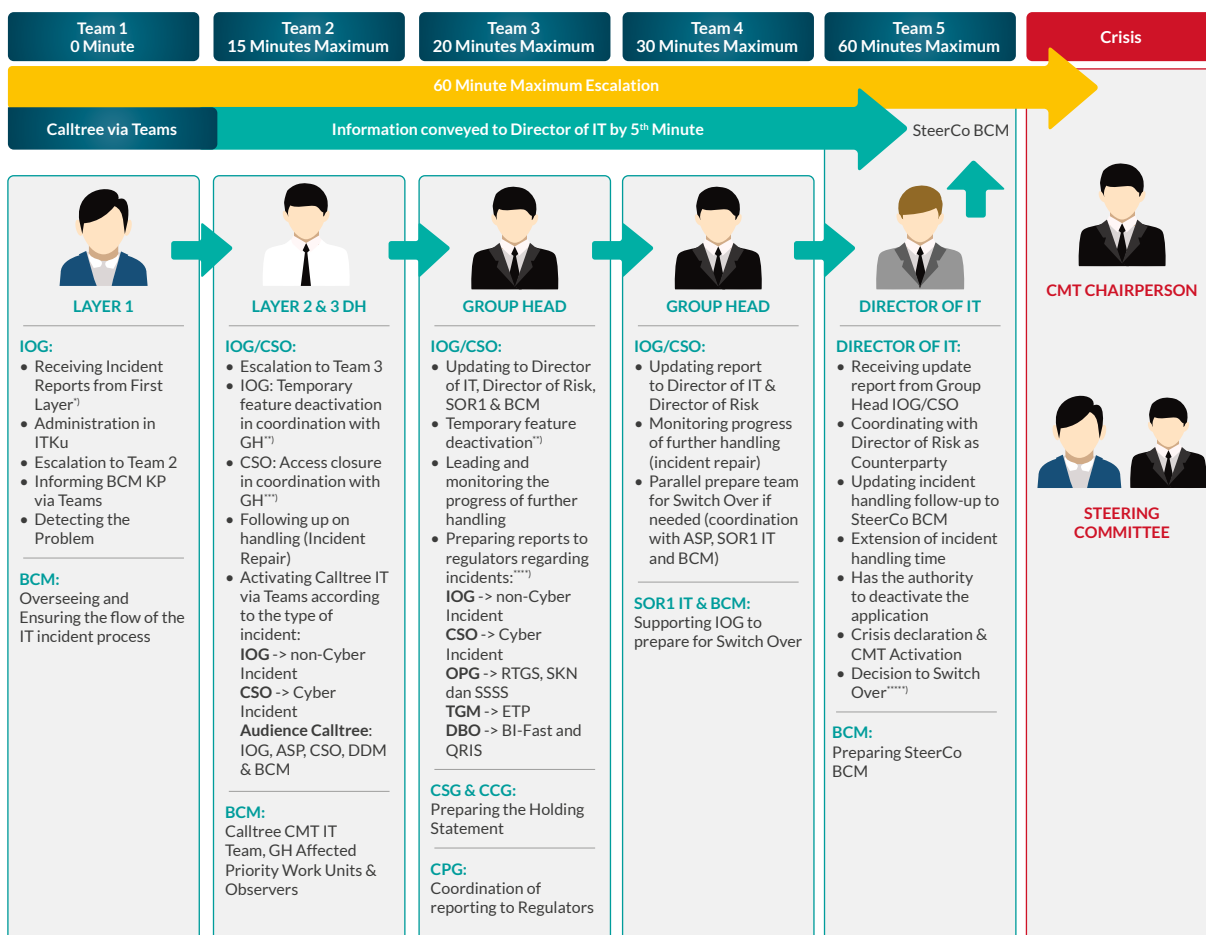 Team 1
0 Minute
Team 2
15 Minutes Maximum
Team 3
20 Minutes Maximum
Team 4
30 Minutes Maximum
Team 5
60 Minutes Maximum
Crisis
60 Minute Maximum Escalation
Calltree via Teams
Information conveyed to Director of IT by 5th Minute
SteerCo BCM
LAYER 1
IOG:
• Receiving Incident
Reports from First
Layer*)
• Administration in
ITKu
• Escalation to Team 2
• Informing BCM KP
via Teams
• Detecting the
Problem
BCM:
Overseeing and
Ensuring the flow of the
IT incident process
LAYER 2 & 3 DH
IOG/CSO:
• Escalation to Team 3
• IOG: Temporary
feature deactivation
in coordination with
GH**)
• CSO: Access closure
in coordination with
GH***)
• Following up on
handling (Incident
Repair)
• Activating Calltree IT
via Teams according
to the type of
incident:
IOG -> non-Cyber
Incident
CSO -> Cyber
Incident
Audience Calltree:
IOG, ASP, CSO, DDM
& BCM
BCM:
Calltree CMT IT
Team, GH Affected
Priority Work Units &
Observers
GROUP HEAD
IOG/CSO:
• Updating to Director
of IT, Director of Risk,
SOR1 & BCM
• Temporary feature
deactivation**)
• Leading and
monitoring the
progress of further
handling
• Preparing reports to
regulators regarding
incidents:****)
IOG -> non-Cyber
Incident
CSO -> Cyber
Incident
OPG -> RTGS, SKN
dan SSSS
TGM -> ETP
DBO -> BI-Fast and
QRIS
CSG & CCG:
Preparing the Holding
Statement
CPG:
Coordination of
reporting to Regulators
GROUP HEAD
IOG/CSO:
• Updating report
to Director of IT &
Director of Risk
• Monitoring progress
of further handling
(incident repair)
• Parallel prepare team
for Switch Over if
needed (coordination
with ASP, SOR1 IT
and BCM)
SOR1 IT & BCM:
Supporting IOG to
prepare for Switch Over
DIRECTOR OF IT
DIRECTOR OF IT:
• Receiving update
report from Group
Head IOG/CSO
• Coordinating with
Director of Risk as
Counterparty
• Updating incident
handling follow-up to
SteerCo BCM
• Extension of incident
handling time
• Has the authority
to deactivate the
application
• Crisis declaration &
CMT Activation
• Decision to Switch
Over*****)
BCM:
Preparing SteerCo
BCM
CMT CHAIRPERSON
STEERING
COMMITTEE